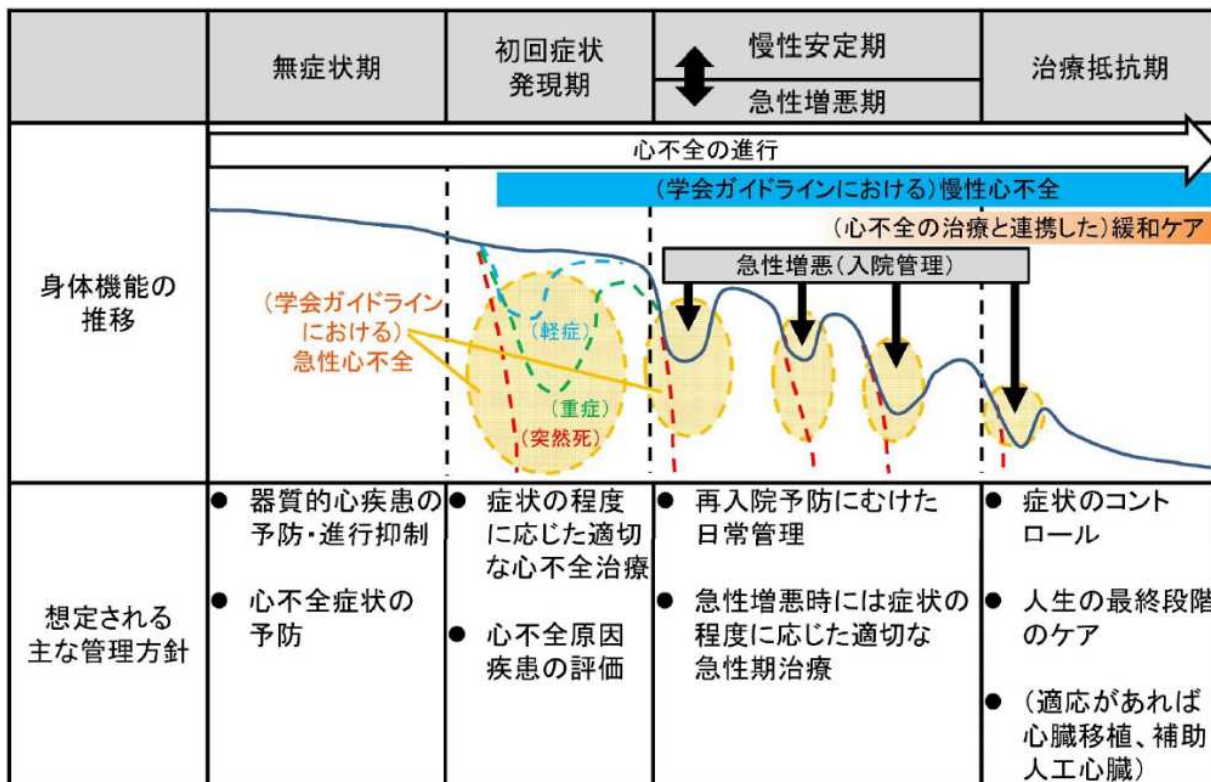 無症状期
初回症状
発現期
慢性安定期
急性増悪期
治療抵抗期
身体機能の
推移
心不全の進行
(学会ガイドラインにおける)慢性心不全
(心不全の治療と連携した)緩和ケア
急性増悪(入院管理)
(学会ガイドライン
における)
急性心不全
(軽症)
(重症)
(突然死)
想定される
主な管理方針
● 器質的心疾患の
予防・進行抑制
● 心不全症状の
予防
● 症状の程度
に応じた適切
な心不全治療
● 心不全原因
疾患の評価
● 再入院予防にむけた
日常管理
● 急性増悪時には症状の
程度に応じた適切な
急性期治療
● 症状のコント
ロール
● 人生の最終段階
のケア
● (適応があれば
心臓移植、補助
人工心臓)